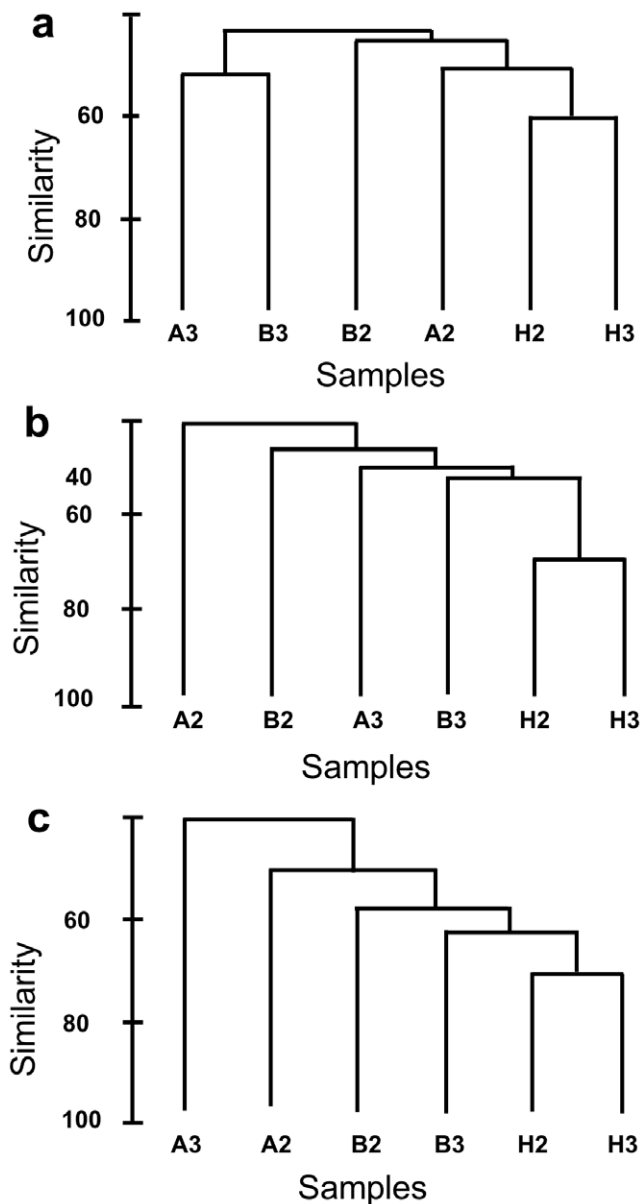 a
Similarity
60
80
100
A3 B3 B2 A2 H2 H3
Samples
b
Similarity
40
60
80
100
A2 B2 A3 B3 H2 H3
Samples
c
Similarity
60
80
100
A3 A2 B2 B3 H2 H3
Samples